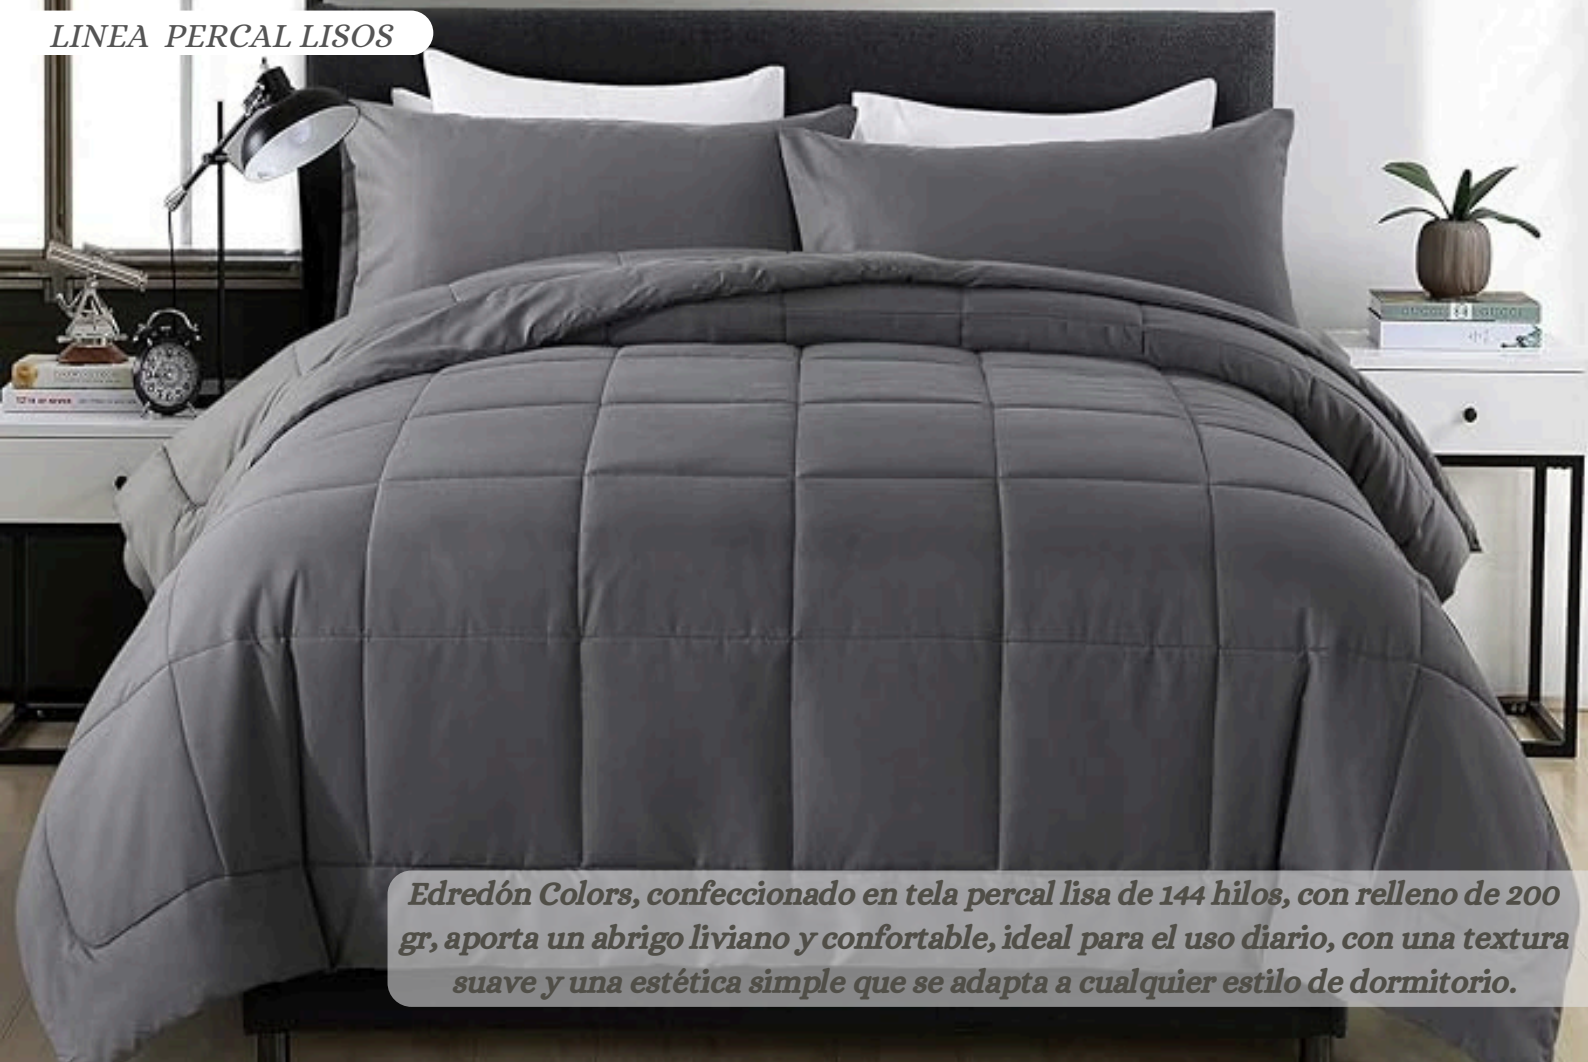 LINEA PERCAL LISOS
Edredón Colors, confeccionado en tela percal lisa de 144 hilos, con relleno de 200
gr, aporta un abrigo liviano y confortable, ideal para el uso diario, con una textura
suave y una estética simple que se adapta a cualquier estilo de dormitorio.